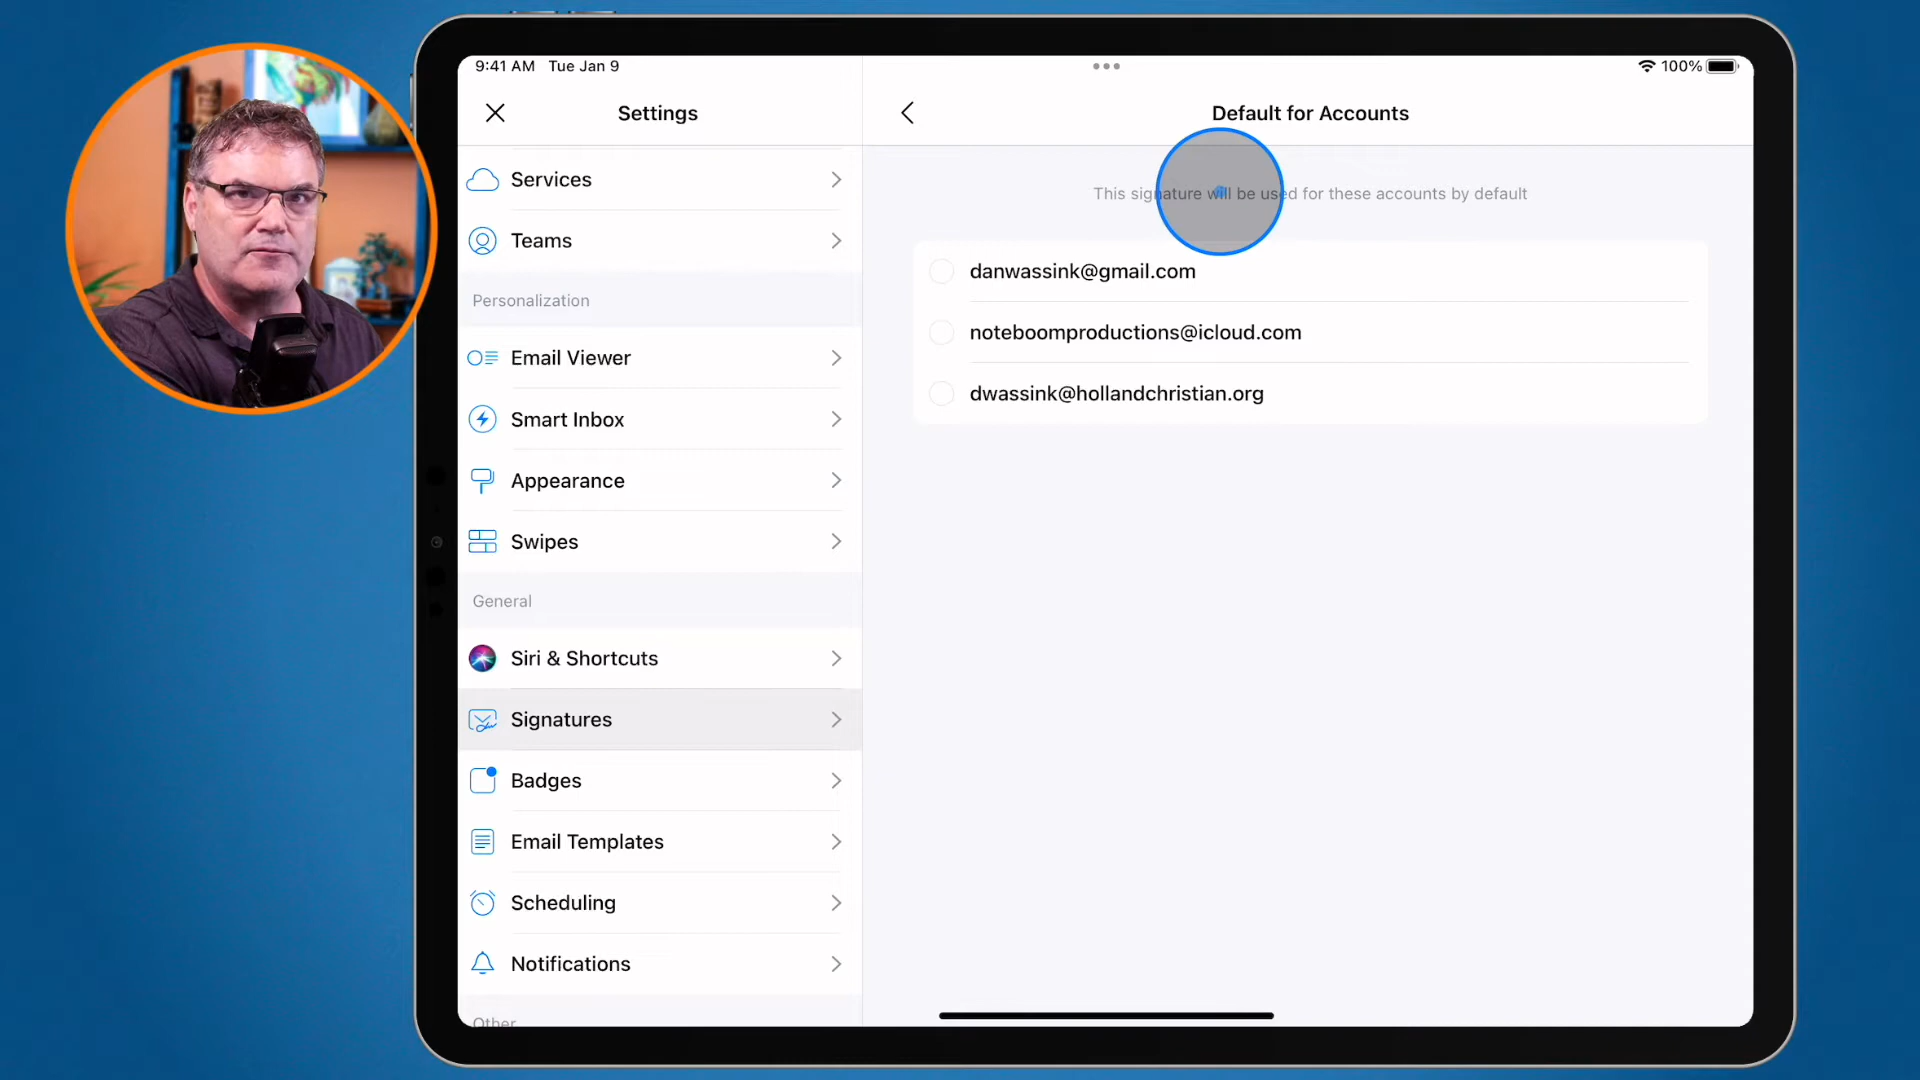 9:41 AM Tue Jan 9
100%
Settings
Services
Teams
Personalization
Email Viewer
Smart Inbox
Appearance
Swipes
General
Siri & Shortcuts
Signatures
Badges
Email Templates
Scheduling
Notifications
Other
Default for Accounts
This signature will be used for these accounts by default
danwassink@gmail.com
noteboomproductions@icloud.com
dwassink@hollandchristian.org